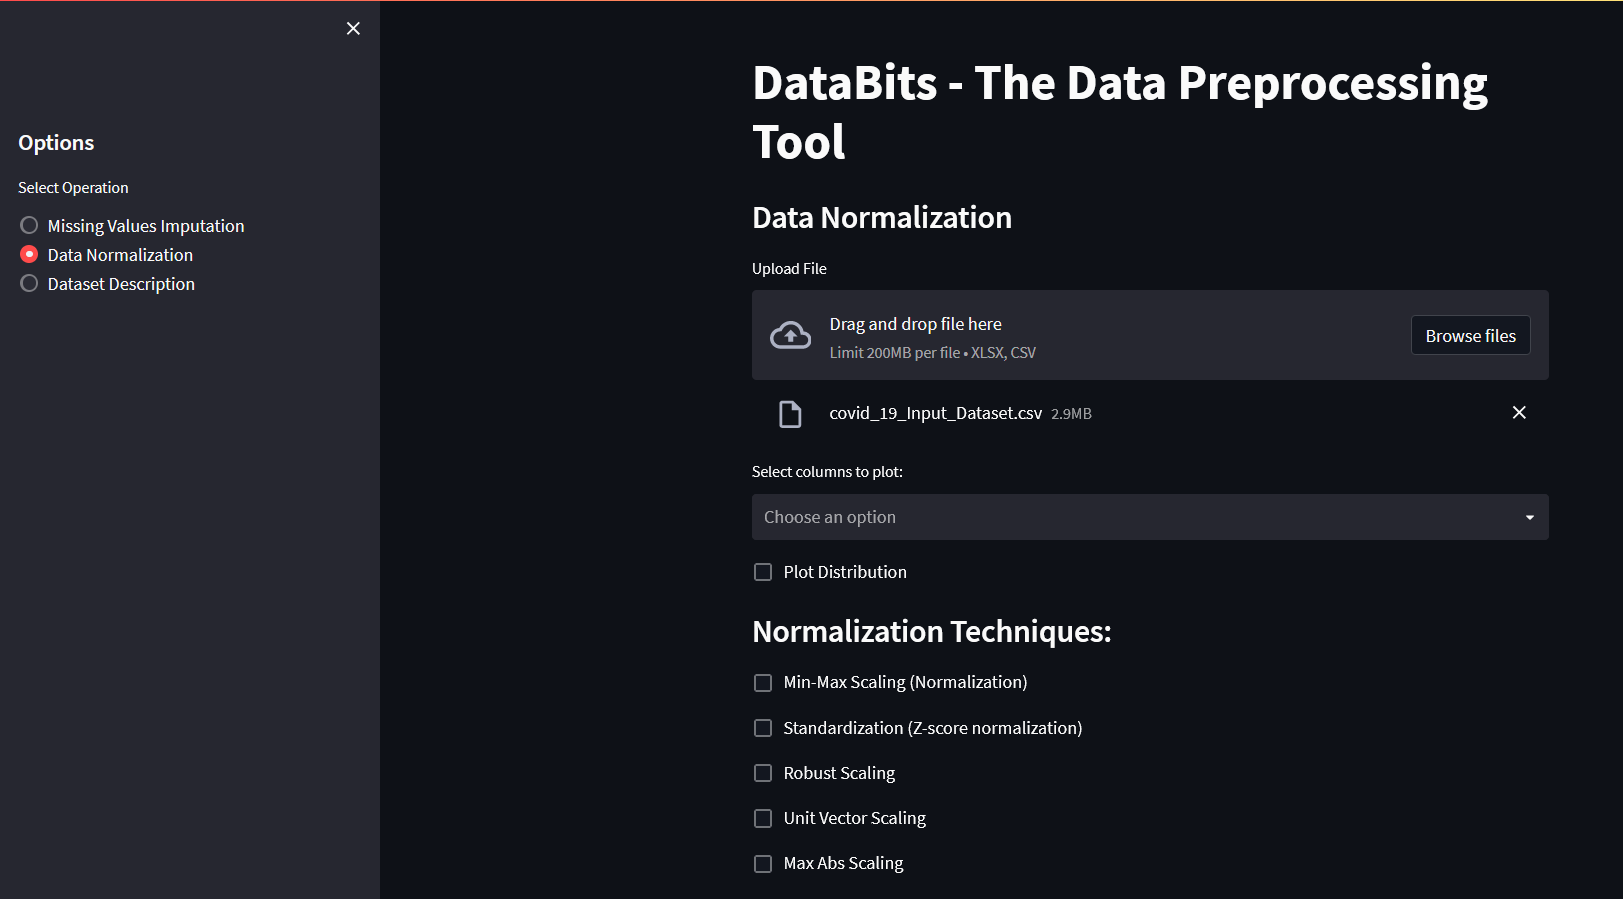 Options
Select Operation
Missing Values Imputation
Data Normalization
Dataset Description
DataBits - The Data Preprocessing
Tool
Data Normalization
Upload File
Drag and drop file here
Limit 200MB per file • XLSX, CSV
Browse files
covid_19_Input_Dataset.csv 2.9MB
Select columns to plot:
Choose an option
Plot Distribution
Normalization Techniques:
Min-Max Scaling (Normalization)
Standardization (Z-score normalization)
Robust Scaling
Unit Vector Scaling
Max Abs Scaling